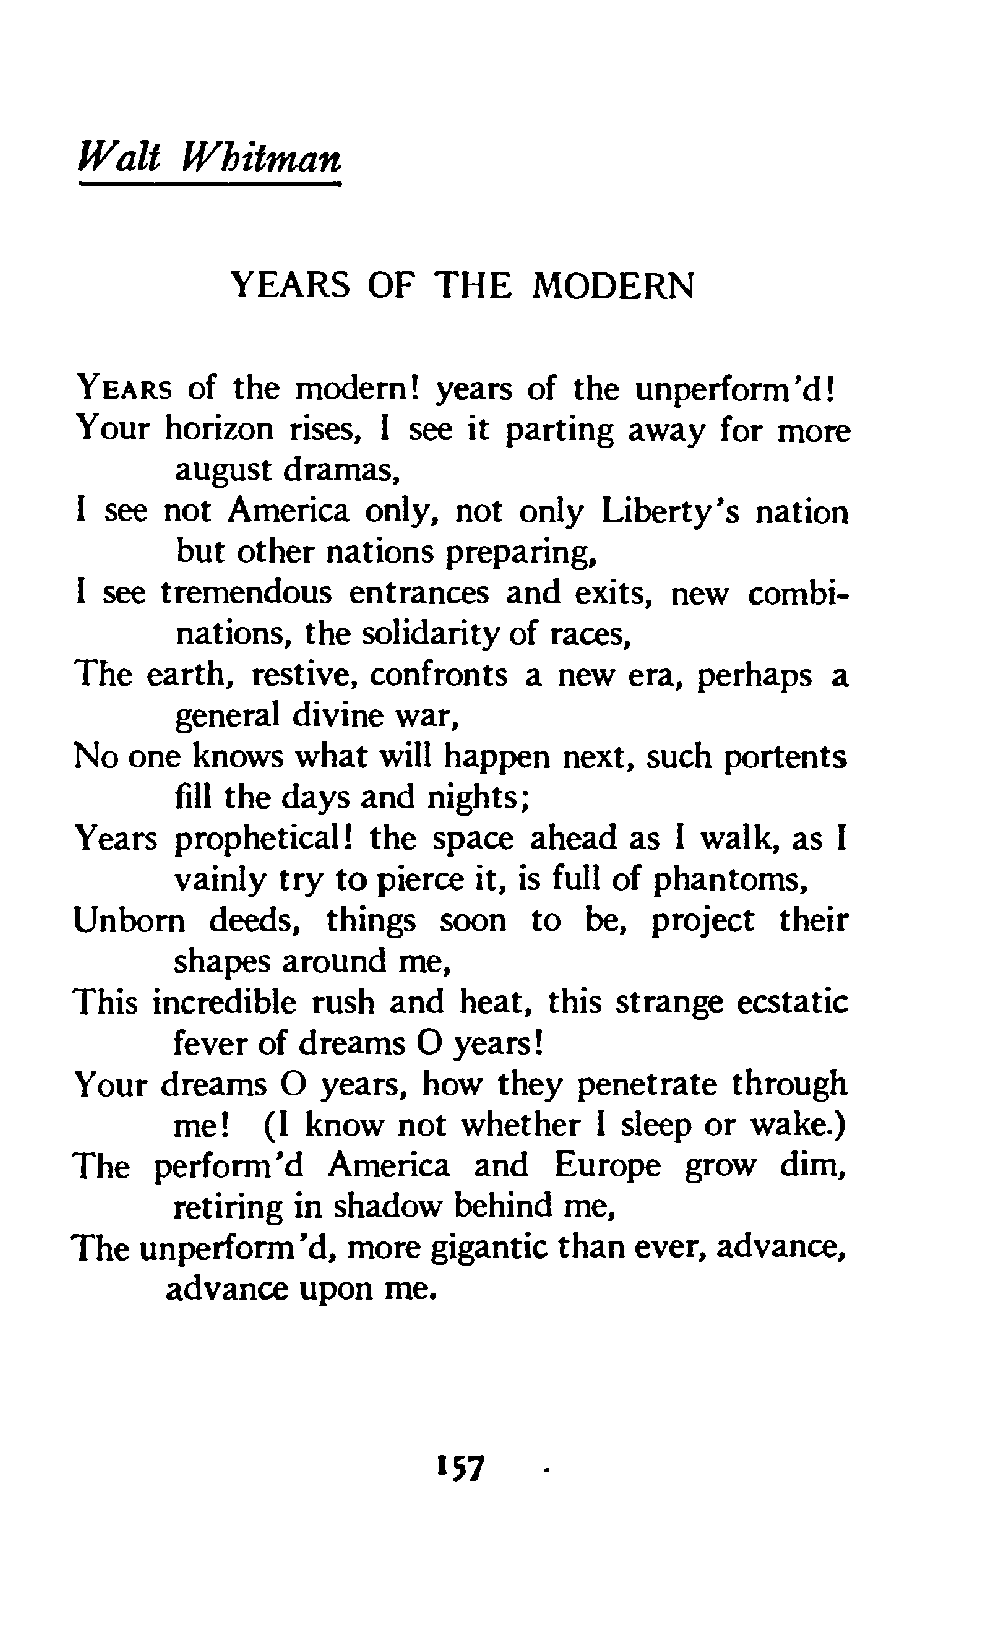 Walt Whitman
YEARS OF THE MODERN
YEARS of the modern! years of the unperform'd!
Your horizon rises, I see it parting away for more
august dramas,
I see not America only, not only Liberty's nation
but other nations preparing,
I see tremendous entrances and exits, new combi-
nations, the solidarity of races,
The earth, restive, confronts a new era, perhaps a
general divine war,
No one knows what will happen next, such portents
fill the days and nights;
Years prophetical! the space ahead as I walk, as I
vainly try to pierce it, is full of phantoms,
Unborn deeds, things soon to be, project their
shapes around me,
This incredible rush and heat, this strange ecstatic
fever of dreams O years!
Your dreams O years, how they penetrate through
me! (I know not whether I sleep or wake.)
The perform'd America and Europe grow dim,
retiring in shadow behind me,
The unperform'd, more gigantic than ever, advance,
advance upon me.
157